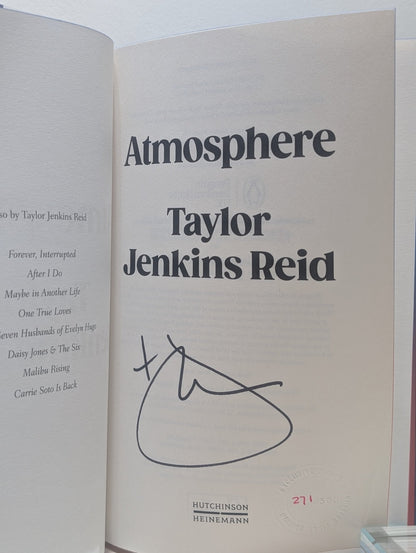 so by Taylor Jenkins Reid
Forever, Interrupted
After I Do
Maybe in Another Life
One True Loves
Seven Husbands of Evelyn Hugo
Daisy Jones & The Six
Malibu Rising
Carrie Soto Is Back
Atmosphere
Taylor
Jenkins Reid
HUTCHINSON
HEINEMANN
271